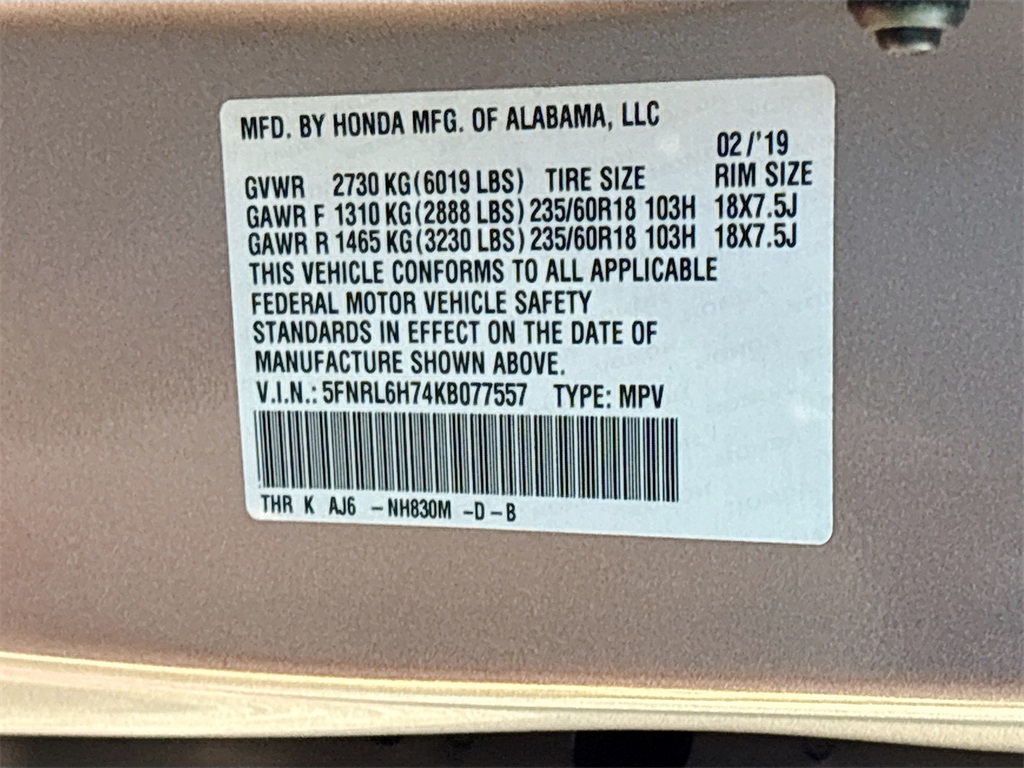 MFD. BY HONDA MFG. OF ALABAMA, LLC
02/'19
GVWR 2730 KG (6019 LBS) TIRE SIZE RIM SIZE
GAWR F 1310 KG (2888 LBS) 235/60R18 103H 18X7.5J
GAWR R 1465 KG (3230 LBS) 235/60R18 103H 18X7.5J
THIS VEHICLE CONFORMS TO ALL APPLICABLE
FEDERAL MOTOR VEHICLE SAFETY
STANDARDS IN EFFECT ON THE DATE OF
MANUFACTURE SHOWN ABOVE.
V.I.N.: 5FNRL6H74KB077557 TYPE: MPV
THR K AJ6 -NH830M -D-B